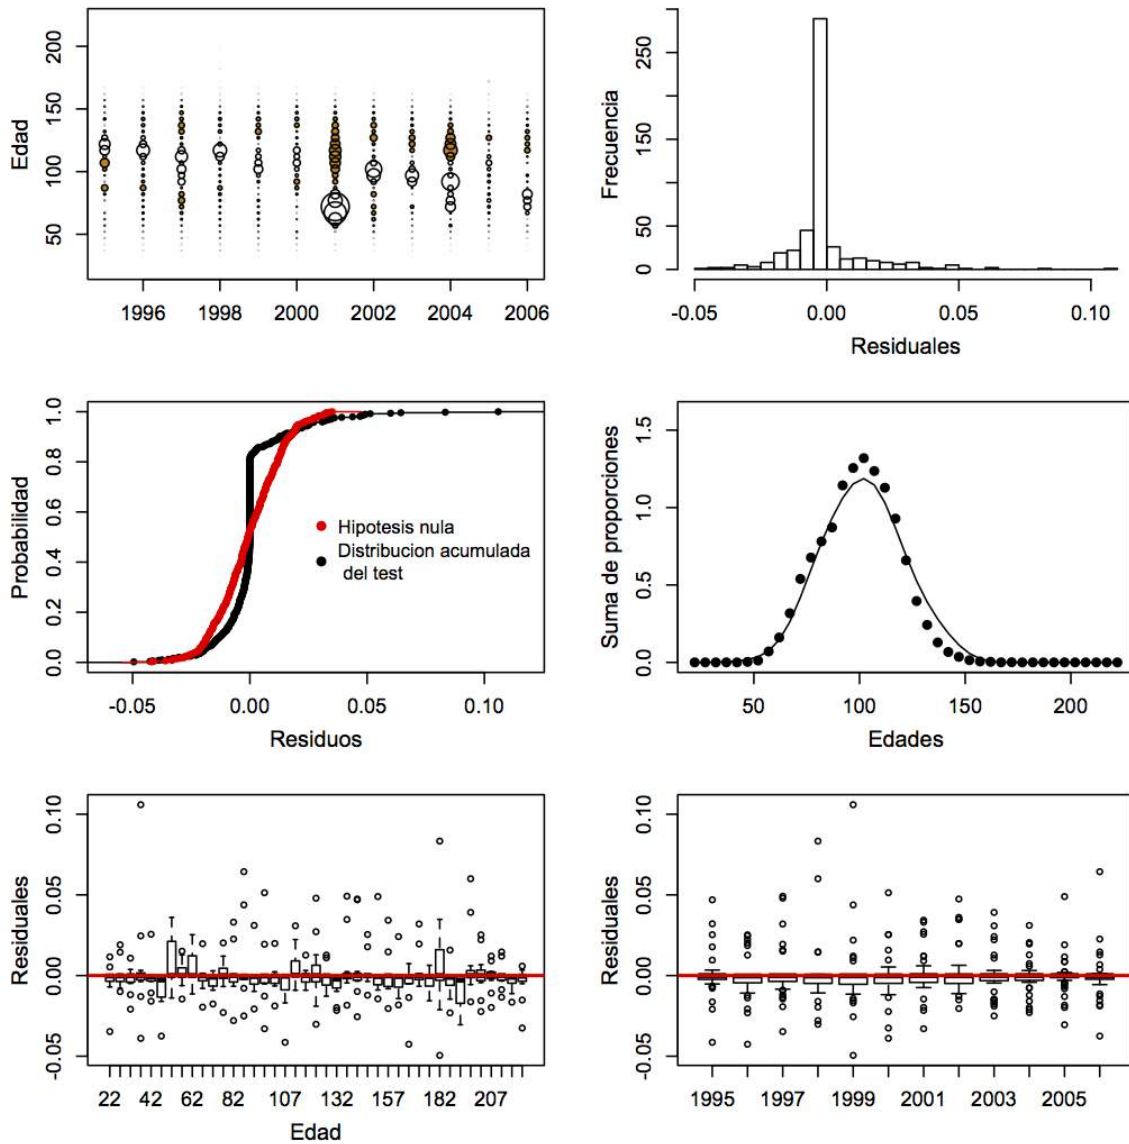 Edad
50 100 150 200
1996 1998 2000 2002 2004 2006
Frecuencia
0 50 150 250
-0.05 0.00 0.05 0.10
Residuales
Probabilidad
0.0 0.2 0.4 0.6 0.8 1.0
Hipotesis nula
Distribucion acumulada
del test
-0.05 0.00 0.05 0.10
Residuos
Suma de proporciones
0.0 0.5 1.0 1.5
50 100 150 200
Edades
Residuales
-0.05 0.00 0.05 0.10
22 42 62 82 107 132 157 182 207
Edad
Residuales
-0.05 0.00 0.05 0.10
1995 1997 1999 2001 2003 2005